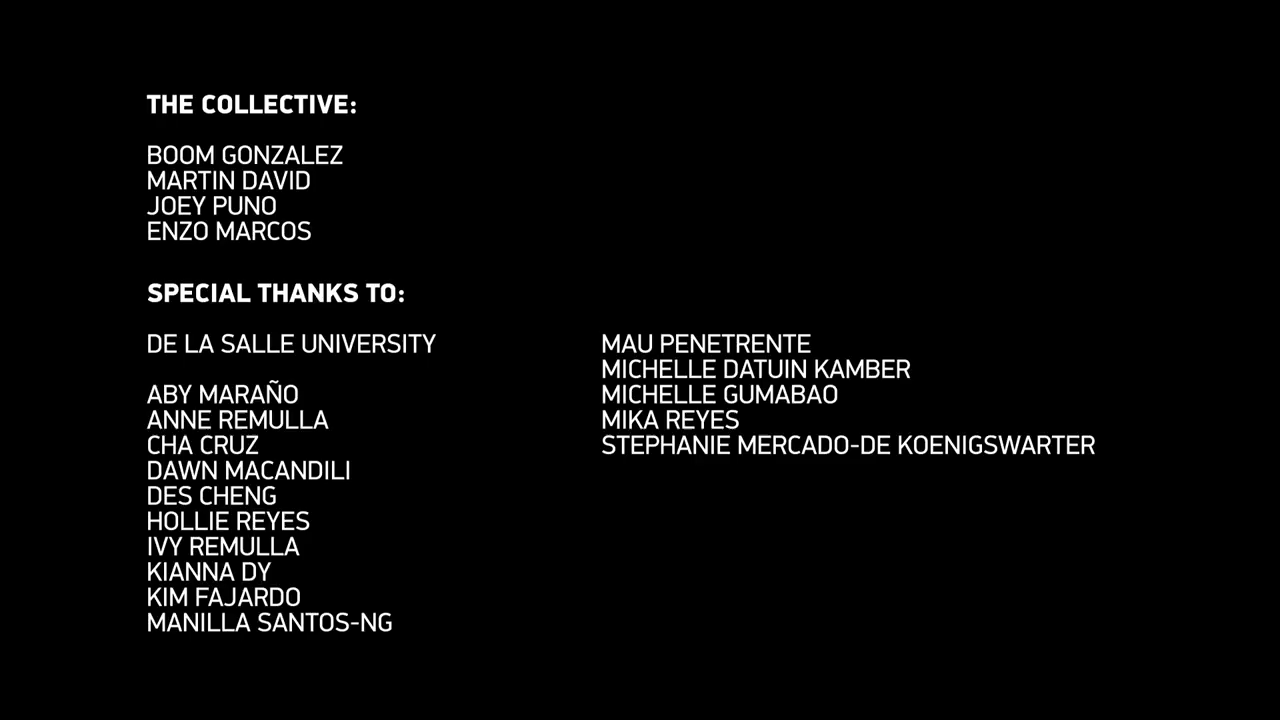 THE COLLECTIVE:
BOOM GONZALEZ
MARTIN DAVID
JOEY PUNO
ENZO MARCOS
SPECIAL THANKS TO:
DE LA SALLE UNIVERSITY
ABY MARAÑO
ANNE REMULLA
CHA CRUZ
DAWN MACANDILI
DES CHENG
HOLLIE REYES
IVY REMULLA
KIANNA DY
KIM FAJARDO
MANILLA SANTOS-NG
MAU PENETRENTE
MICHELLE DATUIN KAMBER
MICHELLE GUMABAO
MIKA REYES
STEPHANIE MERCADO-DE KOENIGSWARTER